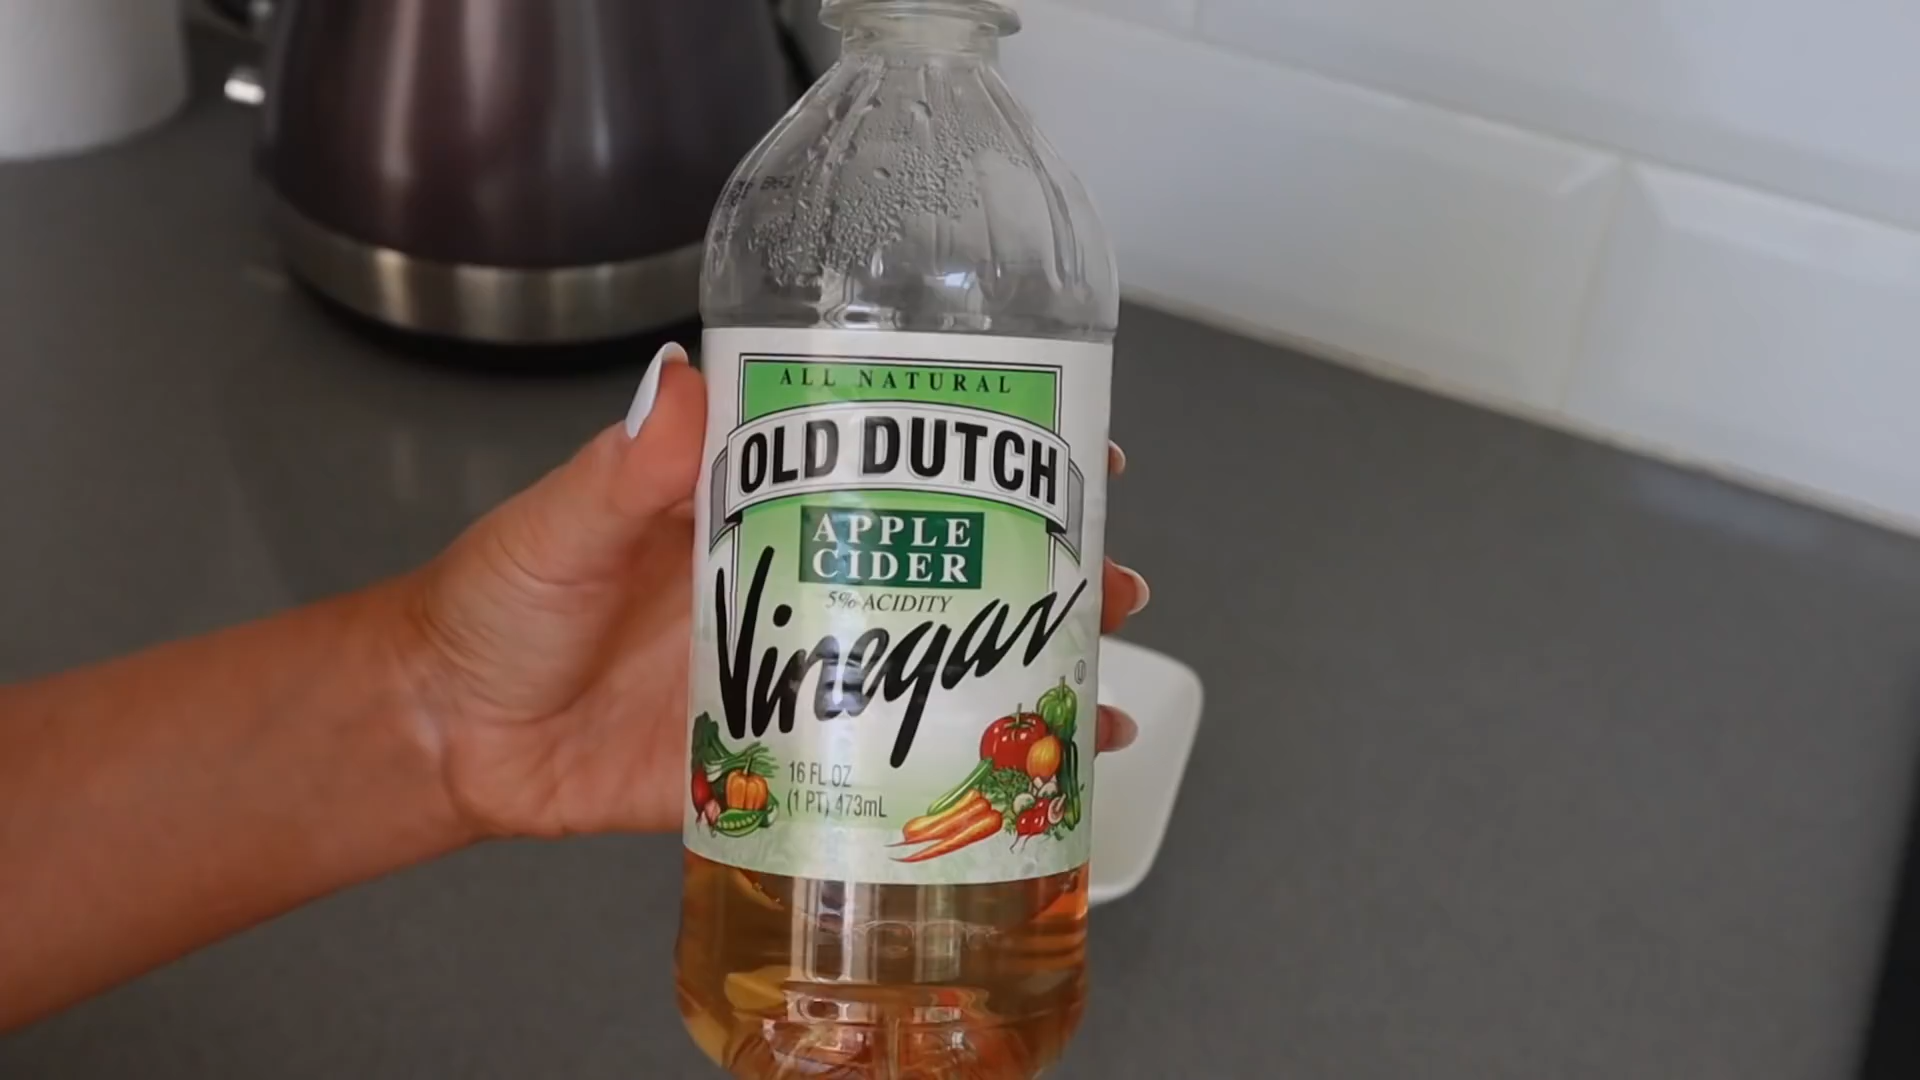 ALL NATURAL
OLD DUTCH
APPLE
CIDER
5% ACIDITY
Vinegar
16 FL OZ
(1 PT) 473mL